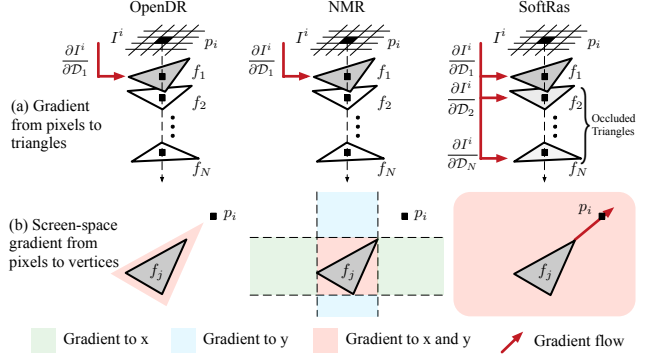 OpenDR NMR SoftRas
I^i p_i I^i p_i I^i p_i
∂I^i/∂D_1 f_1 ∂I^i/∂D_1 f_1 ∂I^i/∂D_1 f_1
f_2 f_2 ∂I^i/∂D_2 f_2
(a) Gradient
from pixels to
triangles
Occluded
Triangles
f_N f_N ∂I^i/∂D_N f_N
(b) Screen-space
gradient from
pixels to vertices
p_i p_i p_i
f_j f_j f_j
Gradient to x Gradient to y Gradient to x and y Gradient flow